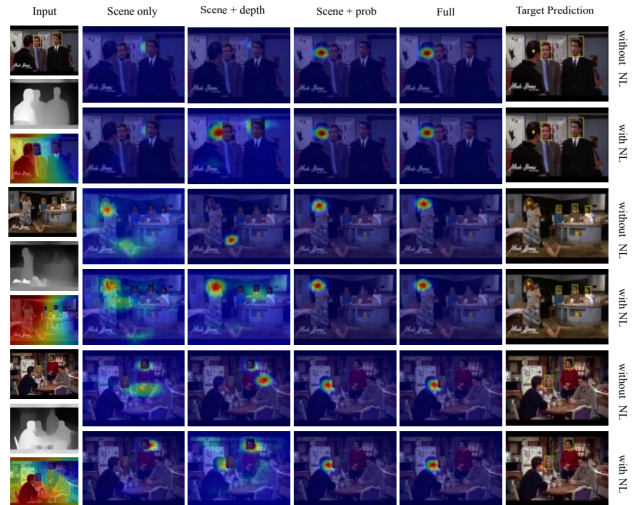 Input Scene only Scene + depth Scene + prob Full Target Prediction
without NL
with NL
without NL
with NL
without NL
with NL